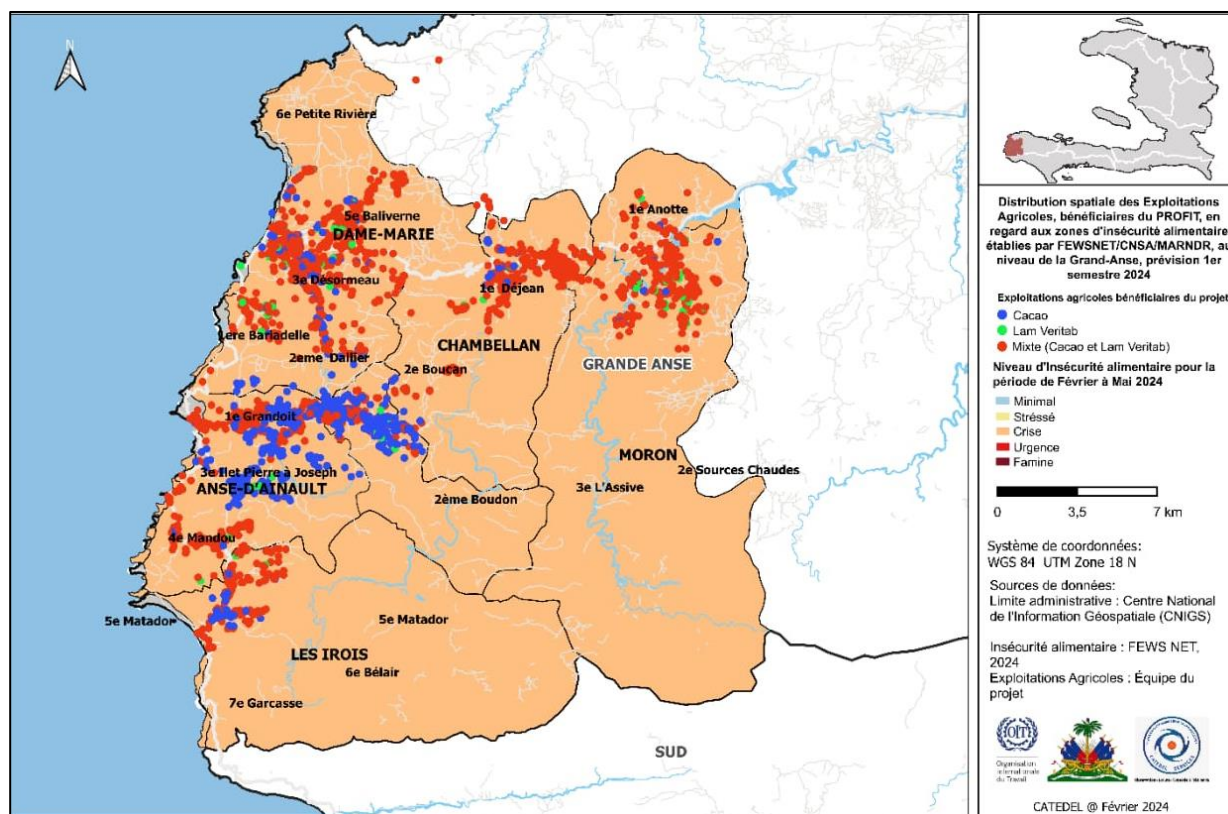 N
6e Petite Rivière
5e Baliverne
DAME-MARIE
3e Désormeau
1ere Bariadelle
2eme Dallier
1e Anotte
1e Déjean
CHAMBELLAN
2e Boucan
GRANDE ANSE
1e Grandoit
3e Ilet Pierre à Joseph
ANSE-D'AINAULT
MORON
2e Sources Chaudes
3e L'Assive
2ème Boudon
4e Mandou
5e Matador
5e Matador
LES IROIS
6e Bélair
7e Garcasse
SUD
Distribution spatiale des Exploitations
Agricoles, bénéficiaires du PROFIT, en
regard aux zones d'insécurité alimentaire
établies par FEWSNET/CNSA/MARNDR, au
niveau de la Grand-Anse, prévision 1er
semestre 2024
Exploitations agricoles bénéficiaires du projet
Cacao
Lam Veritab
Mixte (Cacao et Lam Veritab)
Niveau d'Insécurité alimentaire pour la
période de Février à Mai 2024
Minimal
Stréssé
Crise
Urgence
Famine
0 3,5 7 km
Système de coordonnées:
WGS 84 UTM Zone 18 N
Sources de données:
Limite administrative : Centre National
de l'Information Géospatiale (CNIGS)
Insécurité alimentaire : FEWS NET,
2024
Exploitations Agricoles : Équipe du
projet
OIT
Organisation
Internationale
du Travail
CATEDEL @ Février 2024